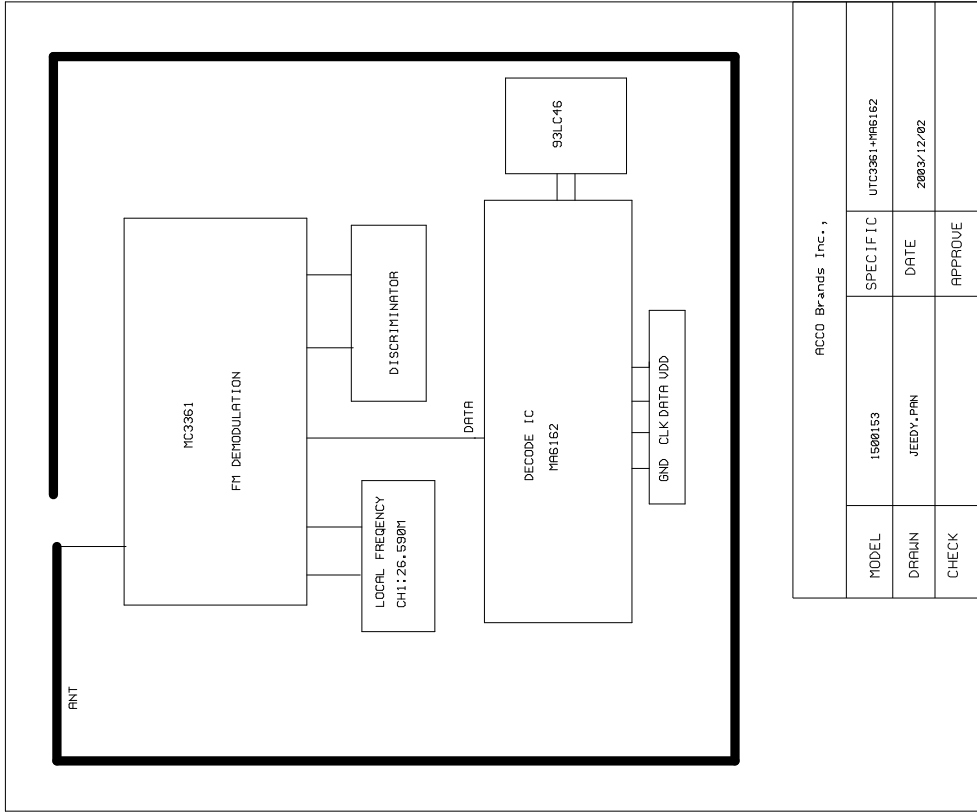 ANT
MC3361
FM DEMODULATION
LOCAL FREQENCY
CH1:26.590M
DISCRIMINATOR
DATA
DECODE IC
MA6162
93LC46
GND CLK DATA VDD
ACCO Brands Inc.,
MODEL 1500153 SPECIFIC UTC3361+MA6162
DRAWN JEEDY.PAN DATE 2003/12/02
CHECK APPROVE